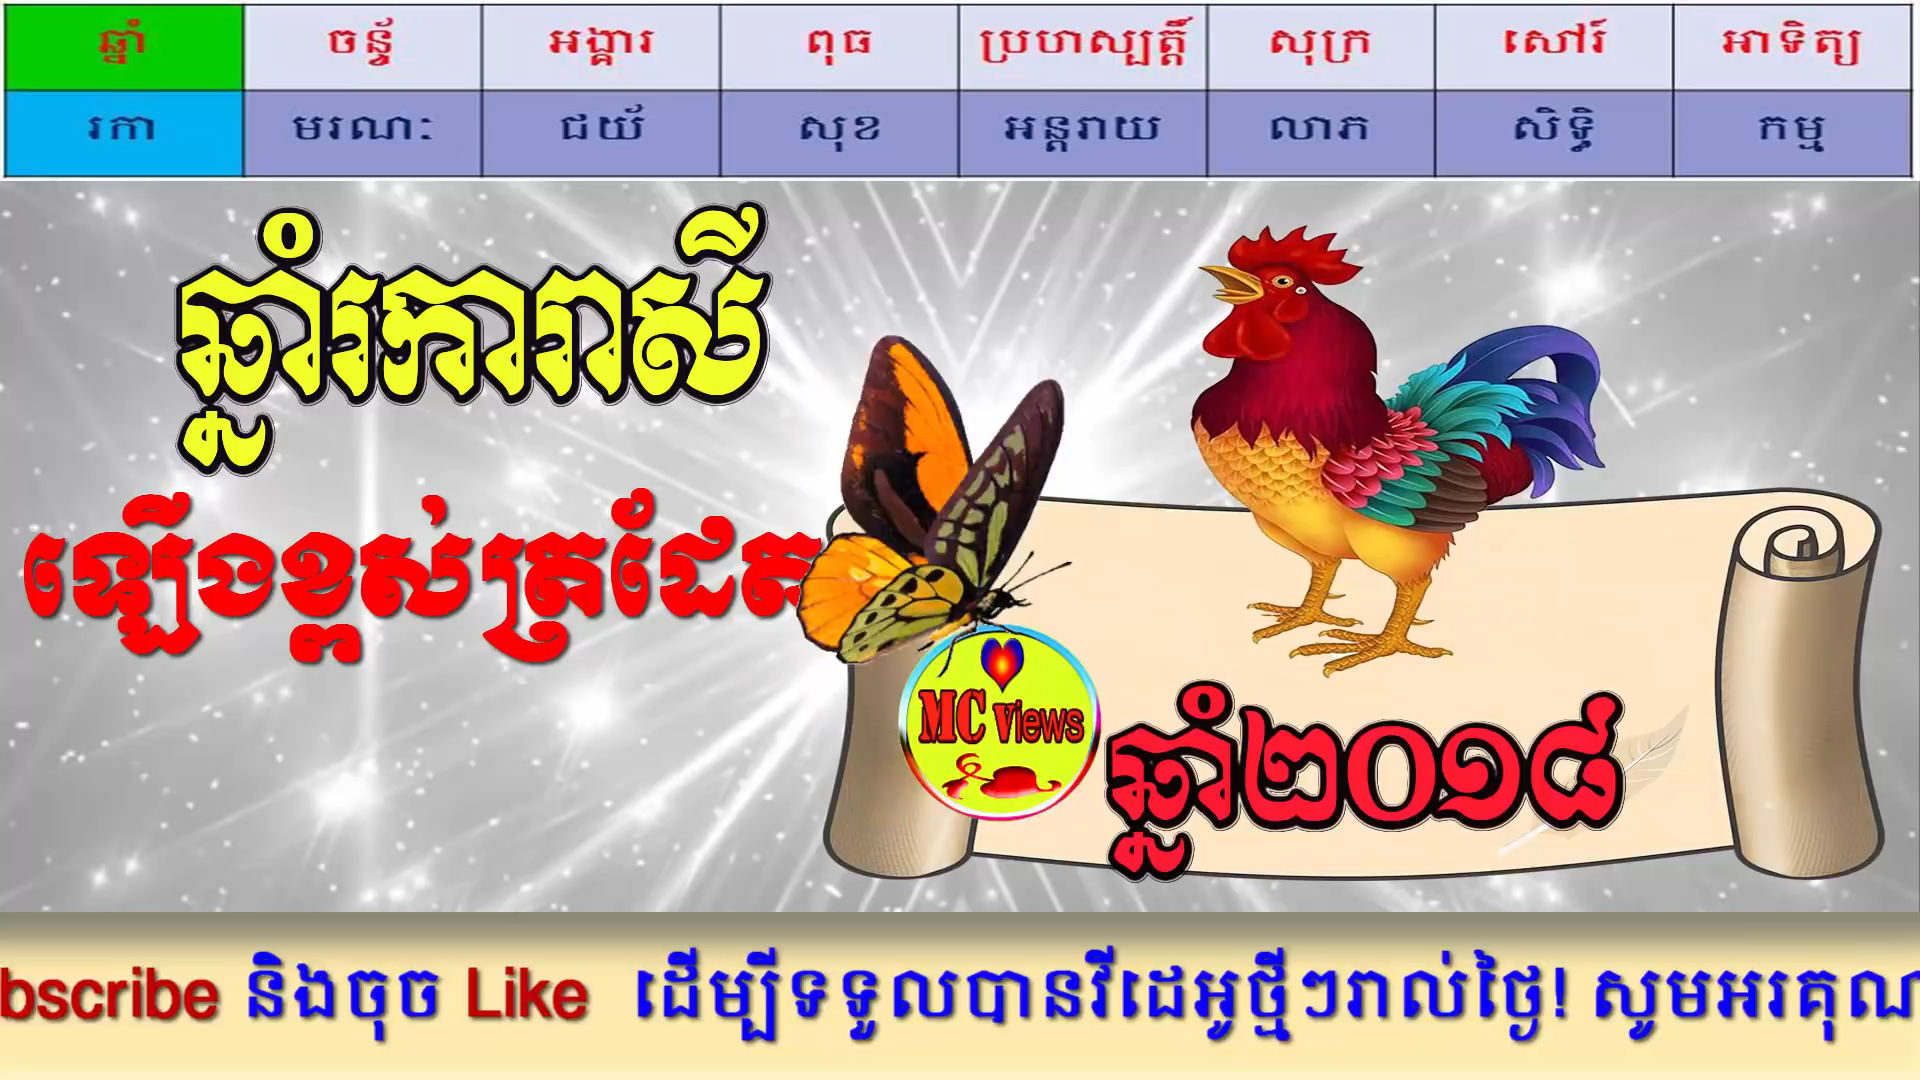 ឆ្នាំ ចន្ទ័ អង្គារ ពុធ ប្រហស្បត្តិ៍ សុក្រ សៅរ៍ អាទិត្យ
រកា មរណៈ ជយ័ សុខ អន្តរាយ លាភ សិទ្ធិ កម្ម
ឆ្នាំរការាសី
ឡើងខ្ពស់ត្រដែត
MC Views
ឆ្នាំ២០១៨
bscribe និងចុច Like ដើម្បីទទួលបានវីដេអូថ្មីៗរាល់ថ្ងៃ! សូមអរគុណ